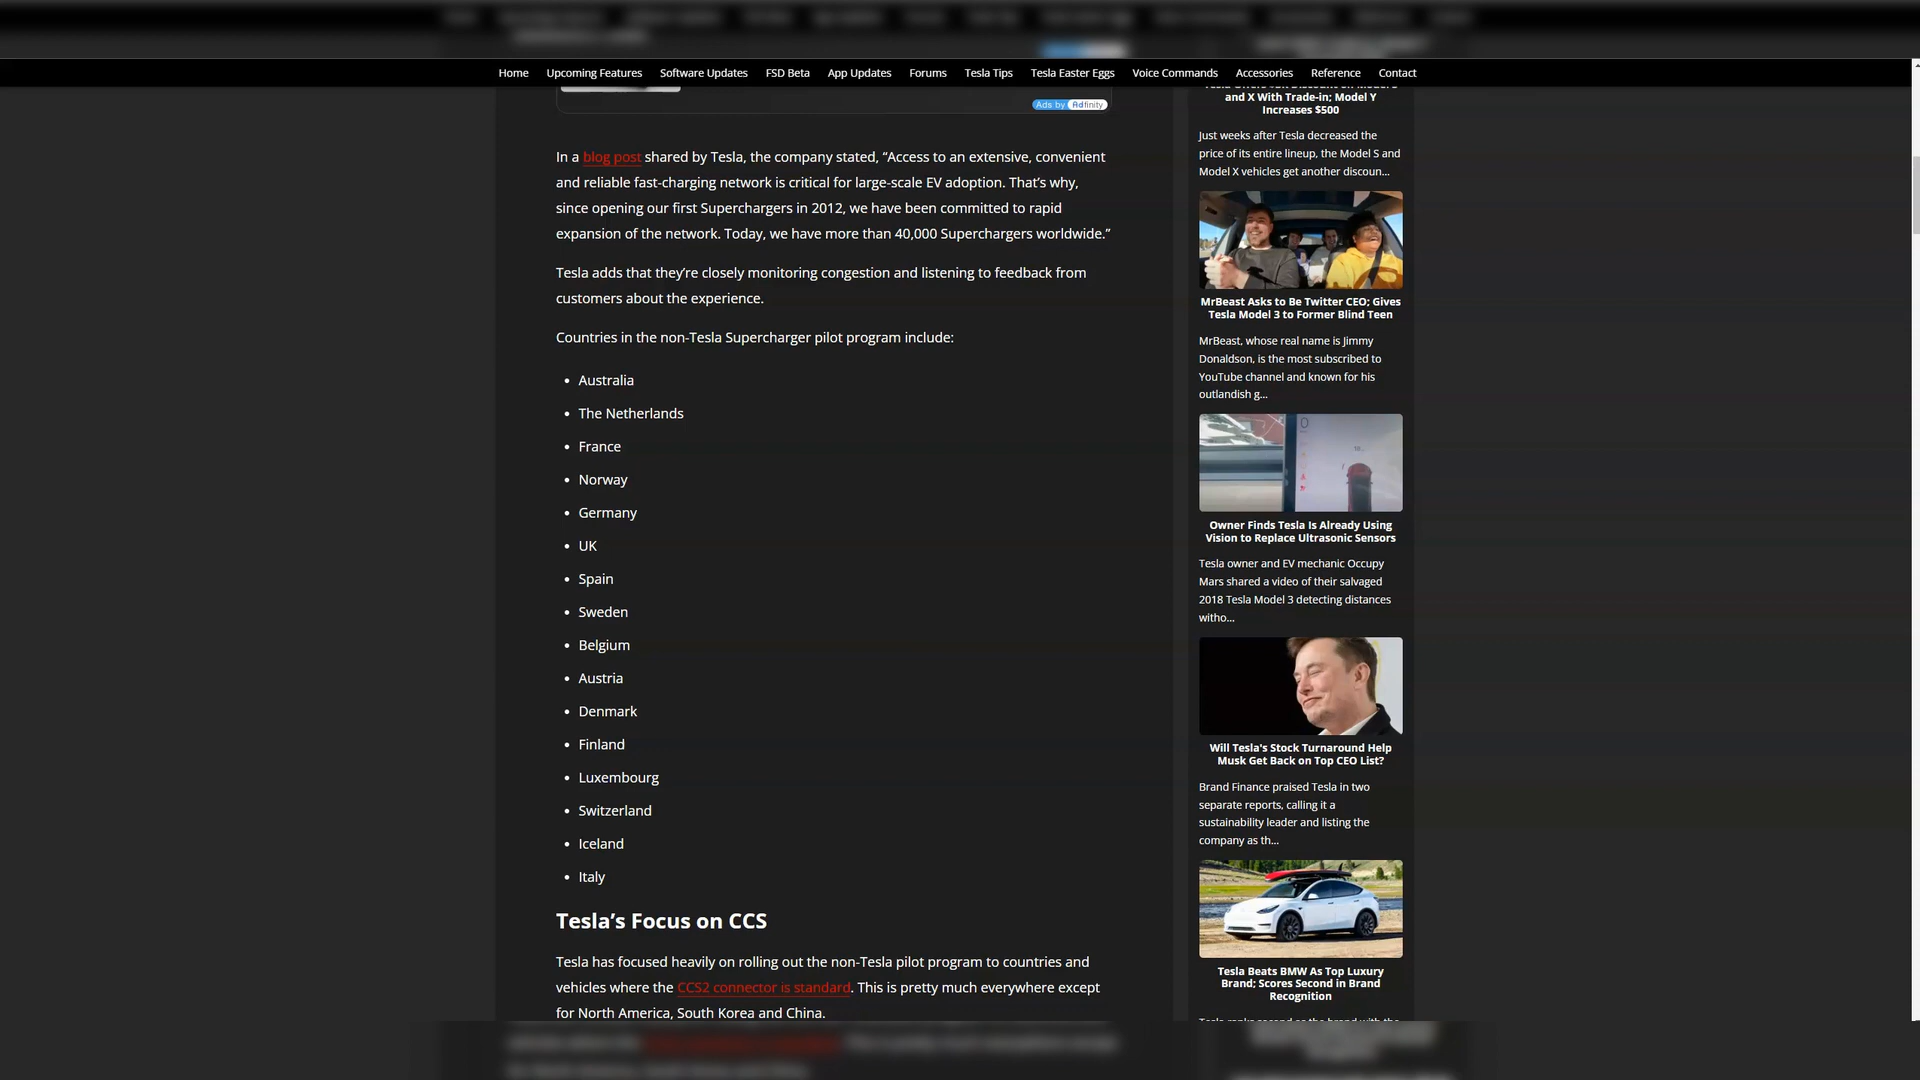 Home Upcoming Features Software Updates FSD Beta App Updates Forums Tesla Tips Tesla Easter Eggs Voice Commands Accessories Reference Contact
Ads by Adfinity
In a blog post shared by Tesla, the company stated, “Access to an extensive, convenient
and reliable fast-charging network is critical for large-scale EV adoption. That’s why,
since opening our first Superchargers in 2012, we have been committed to rapid
expansion of the network. Today, we have more than 40,000 Superchargers worldwide.”
Tesla adds that they’re closely monitoring congestion and listening to feedback from
customers about the experience.
Countries in the non-Tesla Supercharger pilot program include:
• Australia
• The Netherlands
• France
• Norway
• Germany
• UK
• Spain
• Sweden
• Belgium
• Austria
• Denmark
• Finland
• Luxembourg
• Switzerland
• Iceland
• Italy
Tesla’s Focus on CCS
Tesla has focused heavily on rolling out the non-Tesla pilot program to countries and
vehicles where the CCS2 connector is standard. This is pretty much everywhere except
for North America, South Korea and China.
and X With Trade-in; Model Y
Increases $500
Just weeks after Tesla decreased the
price of its entire lineup, the Model S and
Model X vehicles get another discoun...
MrBeast Asks to Be Twitter CEO; Gives
Tesla Model 3 to Former Blind Teen
MrBeast, whose real name is Jimmy
Donaldson, is the most subscribed to
YouTube channel and known for his
outlandish g...
Owner Finds Tesla Is Already Using
Vision to Replace Ultrasonic Sensors
Tesla owner and EV mechanic Occupy
Mars shared a video of their salvaged
2018 Tesla Model 3 detecting distances
witho...
Will Tesla's Stock Turnaround Help
Musk Get Back on Top CEO List?
Brand Finance praised Tesla in two
separate reports, calling it a
sustainability leader and listing the
company as th...
Tesla Beats BMW As Top Luxury
Brand; Scores Second in Brand
Recognition